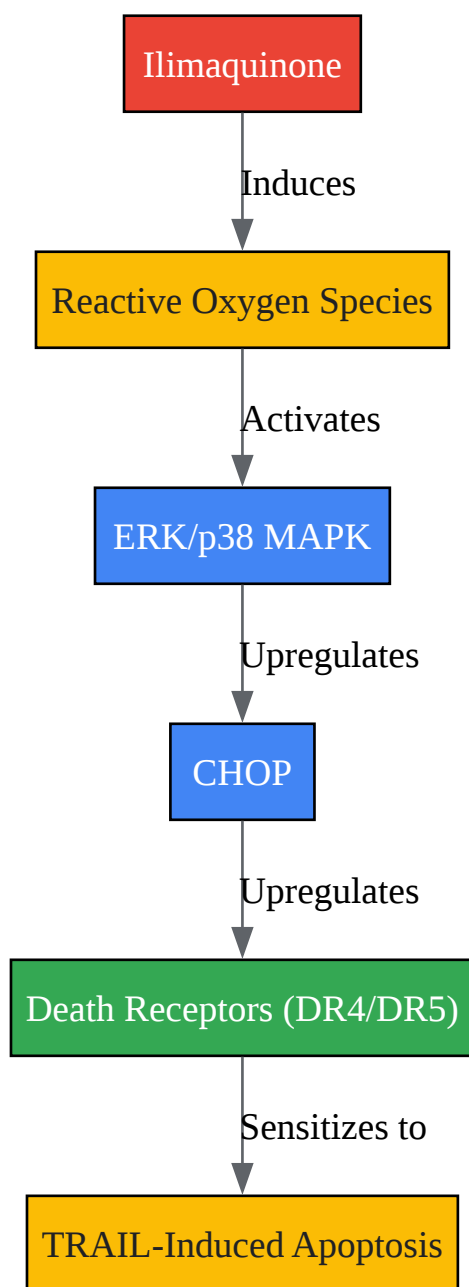 Ilimaquinone
Induces
Reactive Oxygen Species
Activates
ERK/p38 MAPK
Upregulates
CHOP
Upregulates
Death Receptors (DR4/DR5)
Sensitizes to
TRAIL-Induced Apoptosis